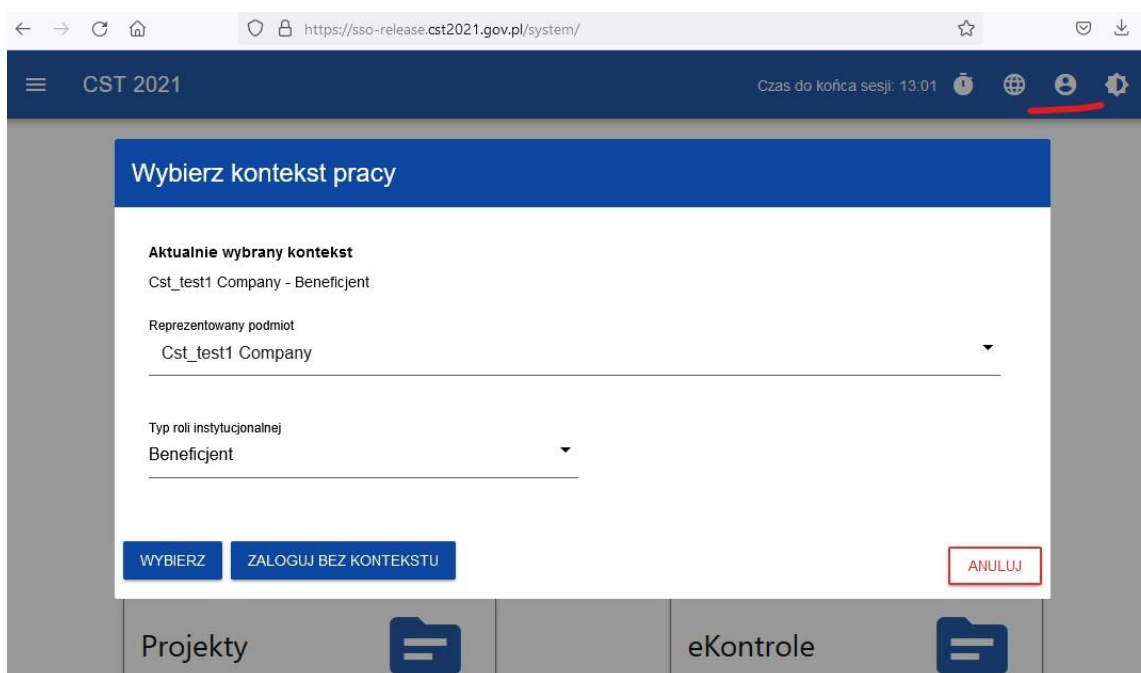 https://sso-release.cst2021.gov.pl/system/
CST 2021
Czas do końca sesji: 13:01
Wybierz kontekst pracy
Aktualnie wybrany kontekst
Cst_test1 Company - Beneficjent
Reprezentowany podmiot
Cst_test1 Company
Typ roli instytucjonalnej
Beneficjent
WYBIERZ
ZALOGUJ BEZ KONTEKSTU
ANULUJ
Projekty
eKontrole